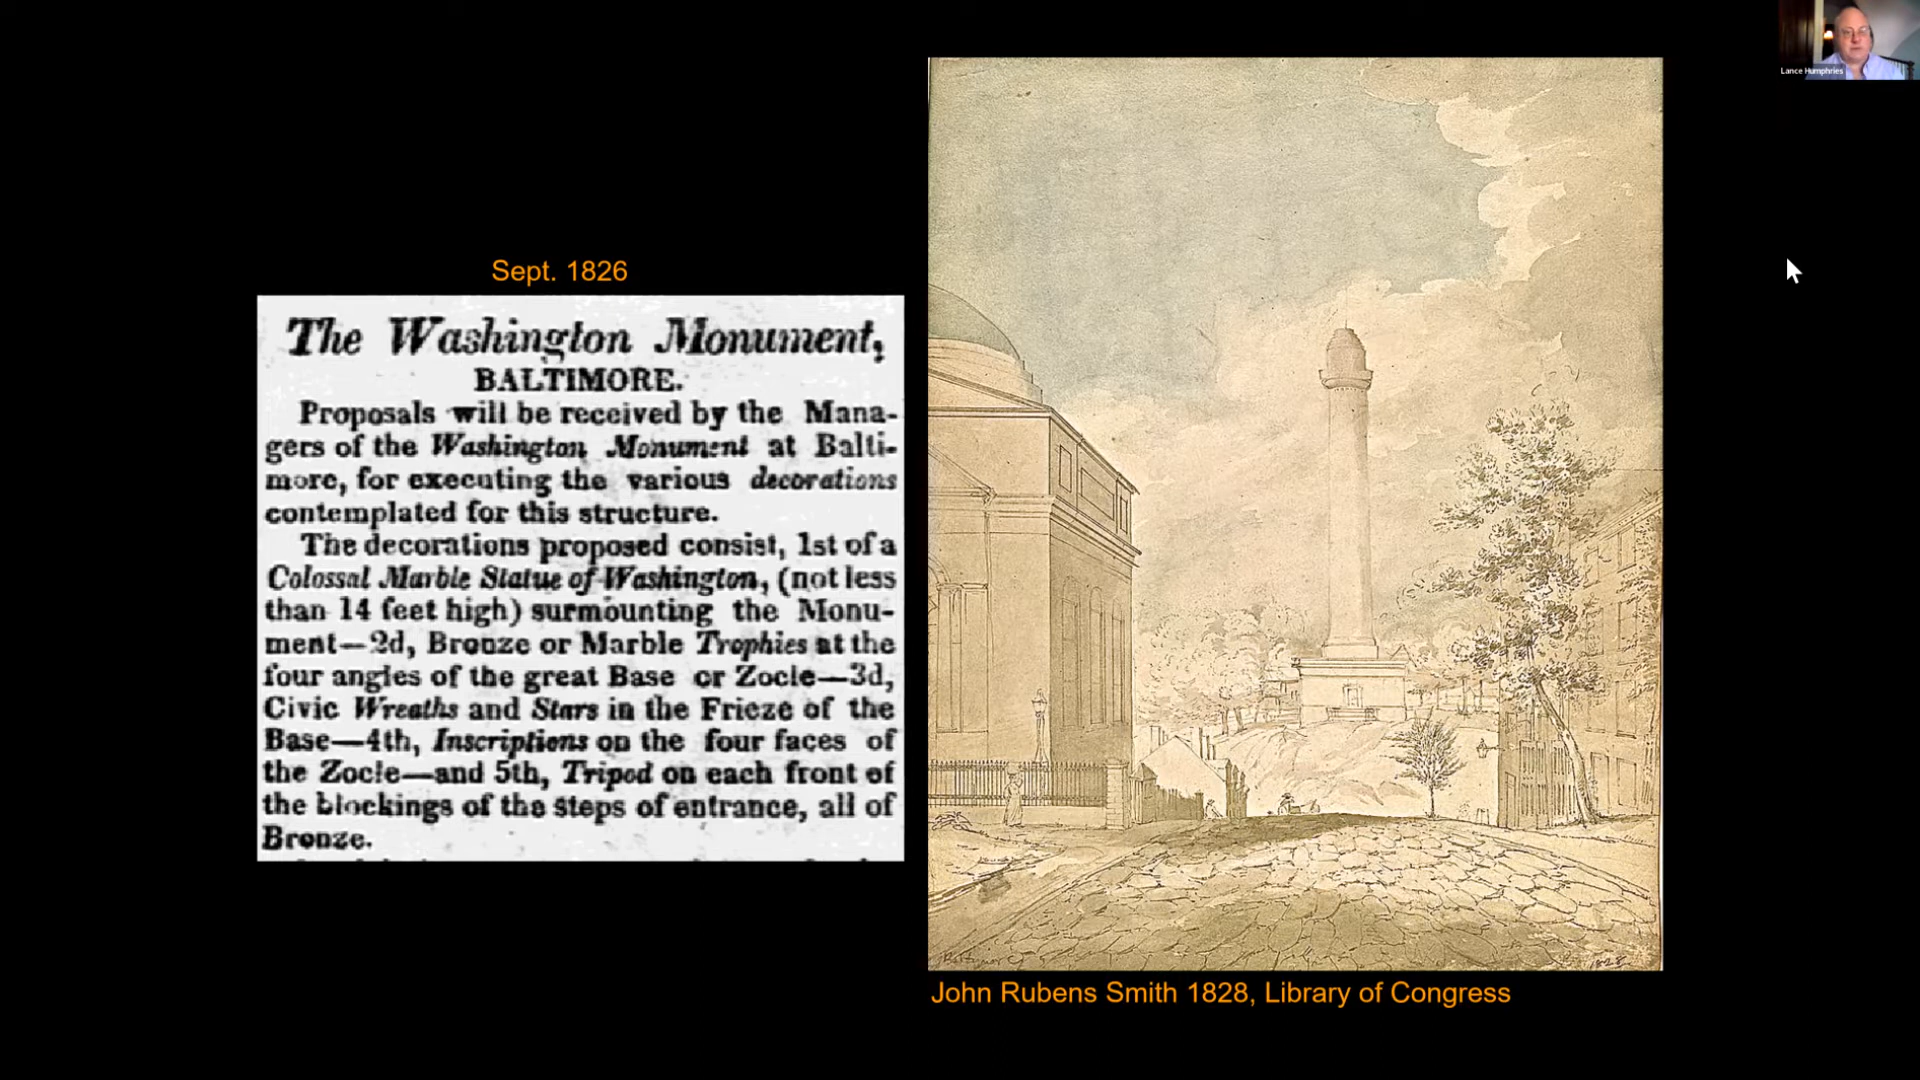 Lance Humphries
Sept. 1826
The Washington Monument,
BALTIMORE.
Proposals will be received by the Mana-
gers of the Washington Monument at Balti-
more, for executing the various decorations
contemplated for this structure.
The decorations proposed consist, 1st of a
Colossal Marble Statue of Washington, (not less
than 14 feet high) surmounting the Monu-
ment—2d, Bronze or Marble Trophies at the
four angles of the great Base or Zocle—3d,
Civic Wreaths and Stars in the Frieze of the
Base—4th, Inscriptions on the four faces of
the Zocle—and 5th, Tripod on each front of
the blockings of the steps of entrance, all of
Bronze.
1828
John Rubens Smith 1828, Library of Congress